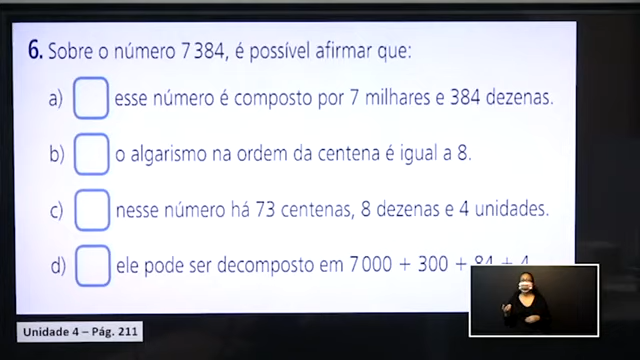 6. Sobre o número 7 384, é possível afirmar que:
a) esse número é composto por 7 milhares e 384 dezenas.
b) o algarismo na ordem da centena é igual a 8.
c) nesse número há 73 centenas, 8 dezenas e 4 unidades.
d) ele pode ser decomposto em 7 000 + 300 + 84 + 4
Unidade 4 – Pág. 211